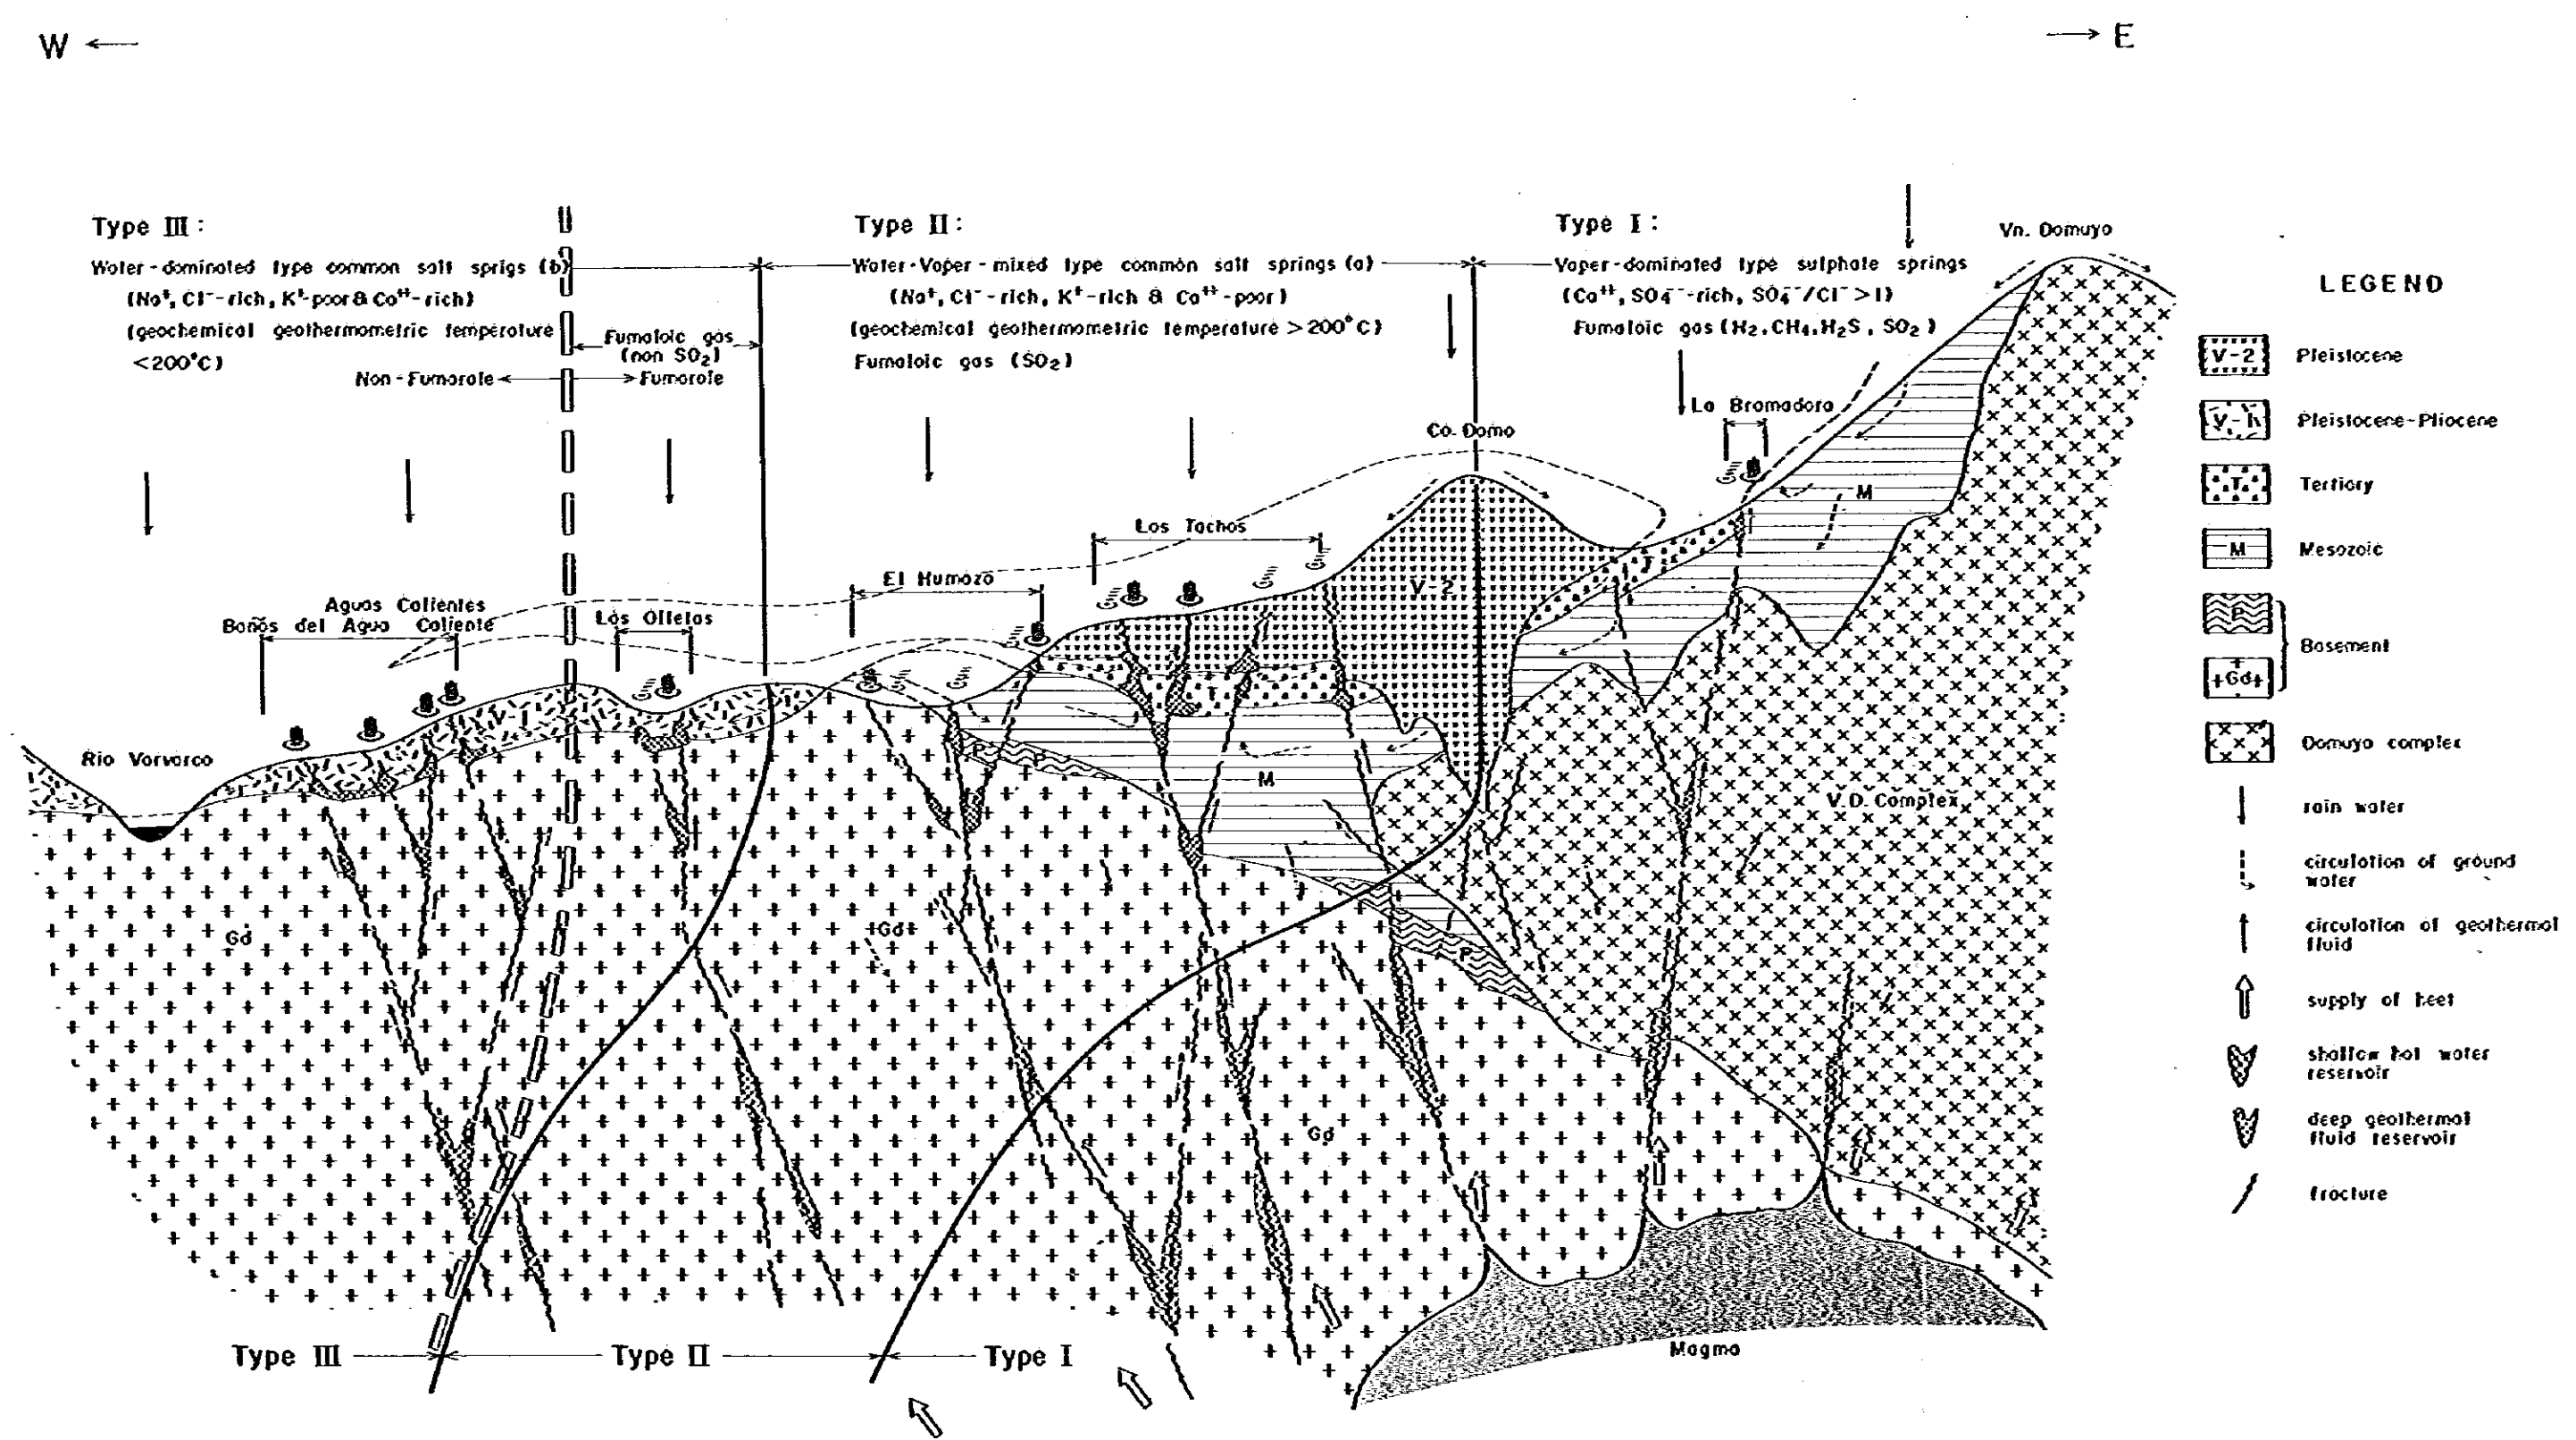 W ← → E
Type III :
Water-dominated type common salt sprigs (b)
(Na⁺, Cl⁻-rich, K⁺-poor & Ca⁺⁺-rich)
(geochemical geothermometric temperature
<200°C)
Fumaloic gas
(non SO₂)
Non-Fumarole ← → Fumarole
Type II :
Water-Vaper-mixed type common salt springs (a)
(Na⁺, Cl⁻-rich, K⁺-rich & Ca⁺⁺-poor)
(geochemical geothermometric temperature >200°C)
Fumaloic gas (SO₂)
Type I :
Vaper-dominated type sulphate springs
(Ca⁺⁺, SO₄⁻⁻-rich, SO₄⁻⁻/Cl⁻ >1)
Fumaloic gas (H₂, CH₄, H₂S, SO₂)
Vn. Domuyo
La Bramadora
Co. Domo
Los Tachos
El Humazo
Aguas Calientes
Baños del Agua Caliente
Las Olletas
Rio Varvarco
V-2
T
T
M
M
P
P
P
V.D. Complex
Gd
Gd
Gd
Magma
Type III
Type II
Type I
LEGEND
V-2 Pleistocene
Pleistocene-Pliocene
T Tertiary
M Mesozoic
P
Basement
Gd
Domuyo complex
rain water
circulation of ground
water
circulation of geothermal
fluid
supply of heet
shallow hot water
reservoir
deep geothermal
fluid reservoir
fracture